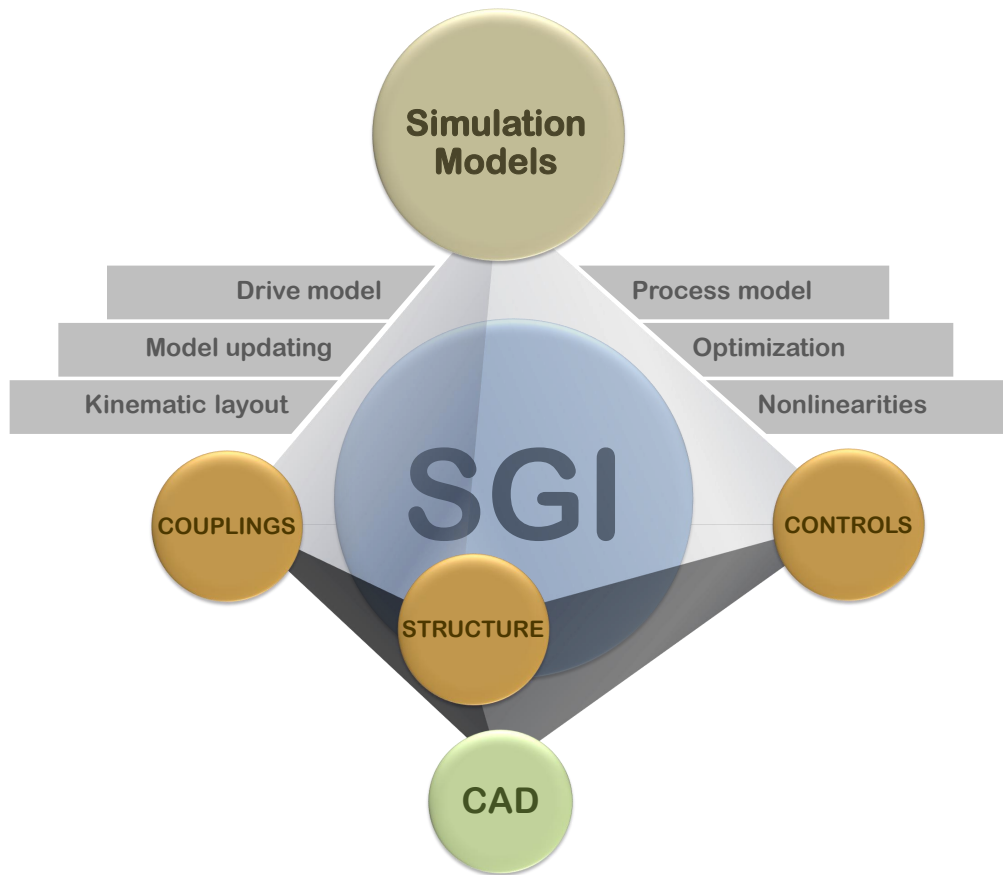 Simulation
Models
Drive model
Process model
Model updating
Optimization
Kinematic layout
Nonlinearities
SGI
COUPLINGS
CONTROLS
STRUCTURE
CAD